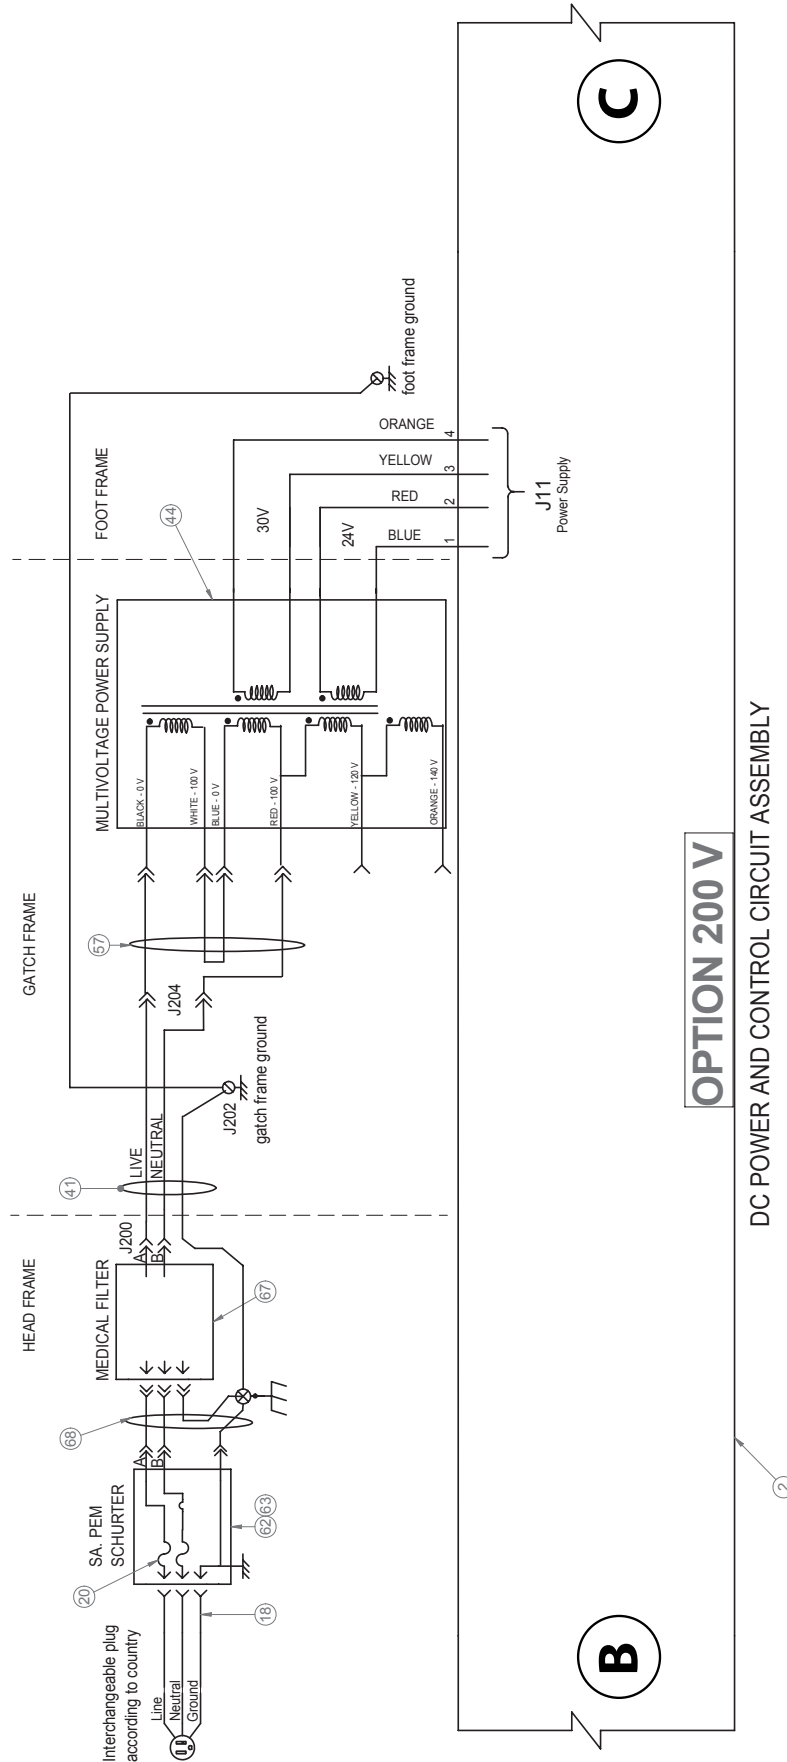 HEAD FRAME
GATCH FRAME
FOOT FRAME
Interchangeable plug
according to country
Line
Neutral
Ground
18
20
SA. PEM
SCHURTER
62
63
A
B
68
MEDICAL FILTER
67
A
B
J200
41
LIVE
NEUTRAL
J202
gatch frame ground
J204
57
MULTIVOLTAGE POWER SUPPLY
BLACK - 0 V
WHITE - 100 V
BLUE - 0 V
RED - 100 V
YELLOW - 120 V
ORANGE - 140 V
44
30V
24V
ORANGE
4
YELLOW
3
RED
2
BLUE
1
J11
Power Supply
foot frame ground
B
C
OPTION 200 V
DC POWER AND CONTROL CIRCUIT ASSEMBLY
2